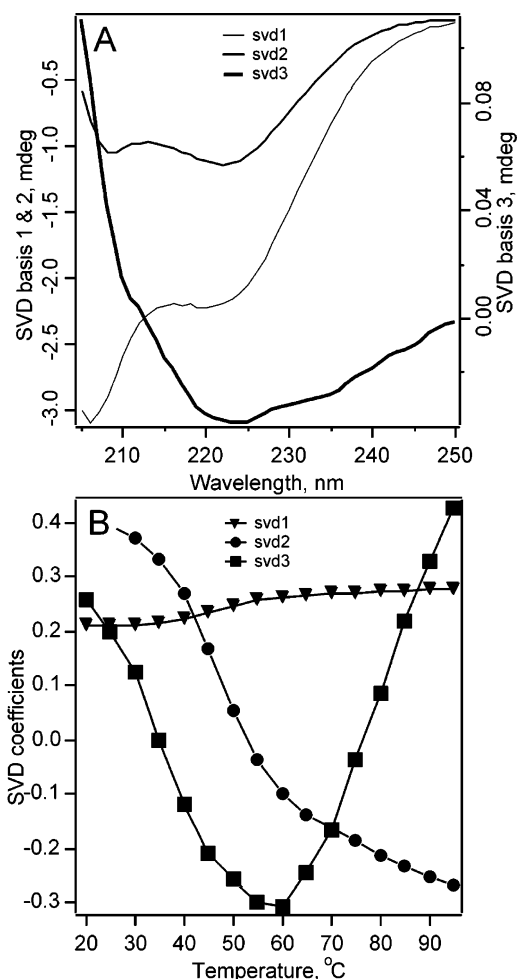 A
svd1
svd2
svd3
-0.5
-1.0
-1.5
-2.0
-2.5
-3.0
SVD basis 1 & 2, mdeg
0.08
0.04
0.00
SVD basis 3, mdeg
210 220 230 240 250
Wavelength, nm
B
svd1
svd2
svd3
0.4
0.3
0.2
0.1
0.0
-0.1
-0.2
-0.3
SVD coefficients
20 30 40 50 60 70 80 90
Temperature, °C